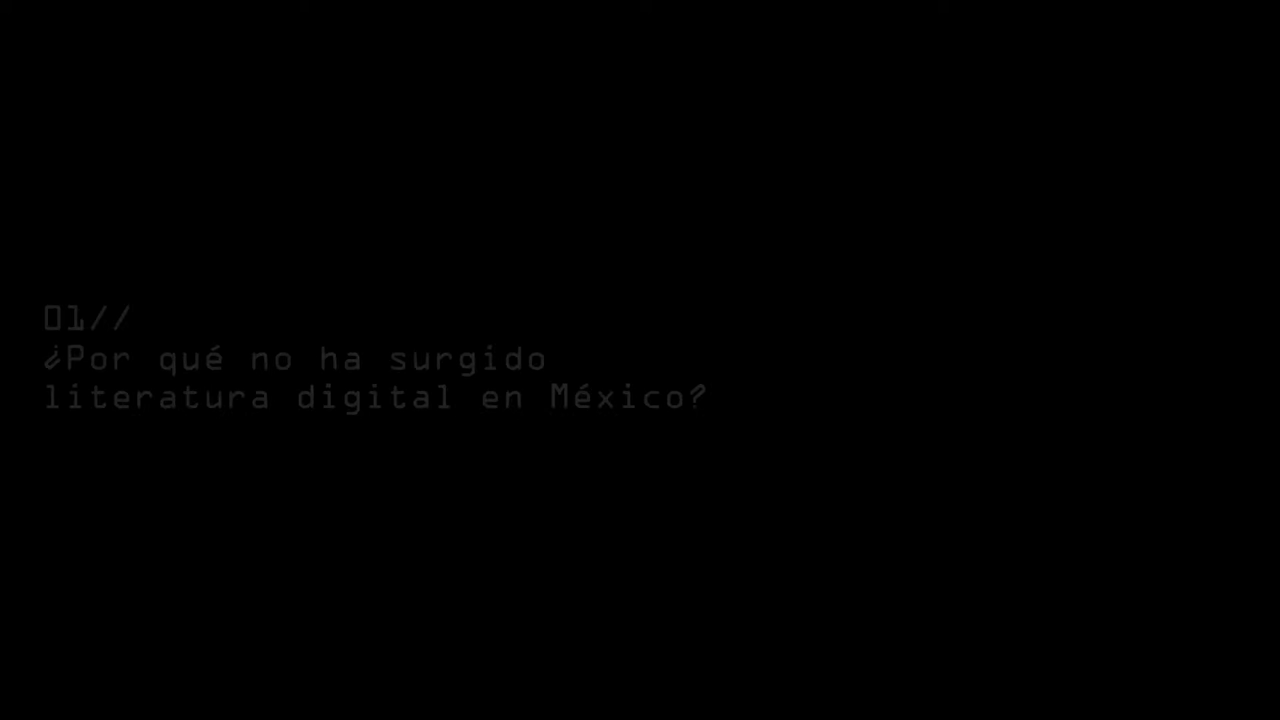 01//
¿Por qué no ha surgido
literatura digital en México?